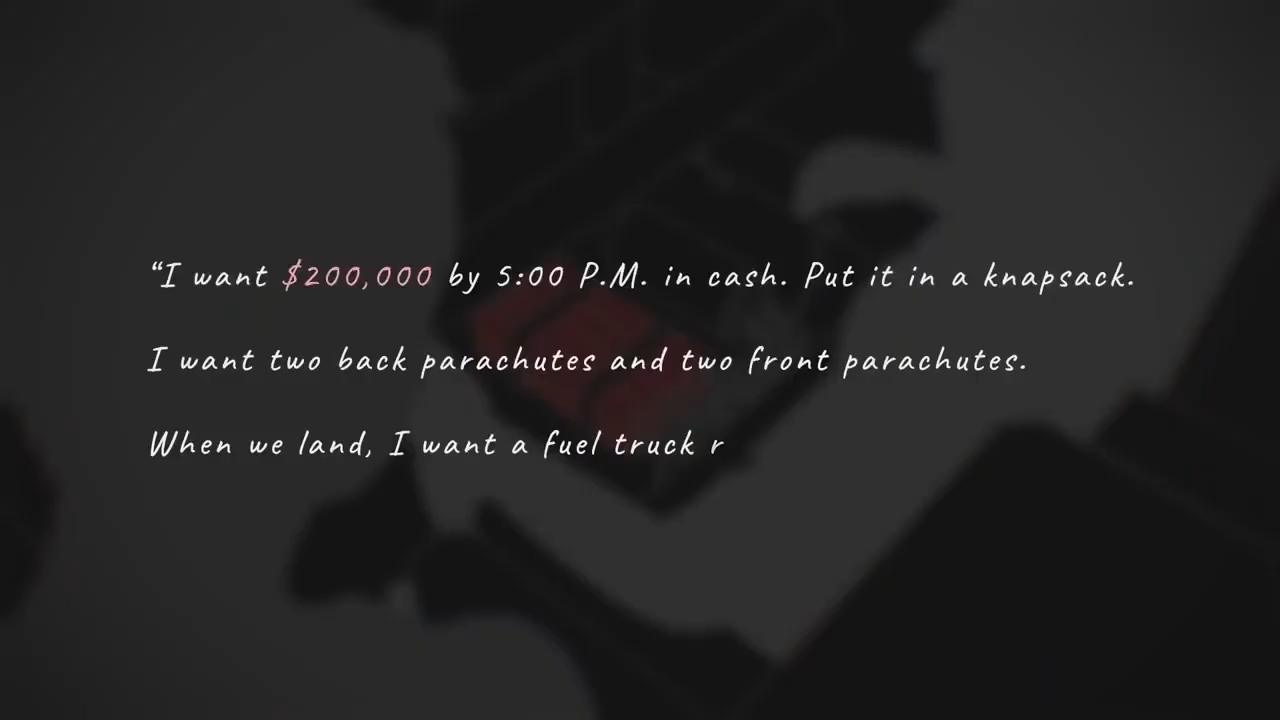 “I want $200,000 by 5:00 P.M. in cash. Put it in a knapsack.
I want two back parachutes and two front parachutes.
When we land, I want a fuel truck r